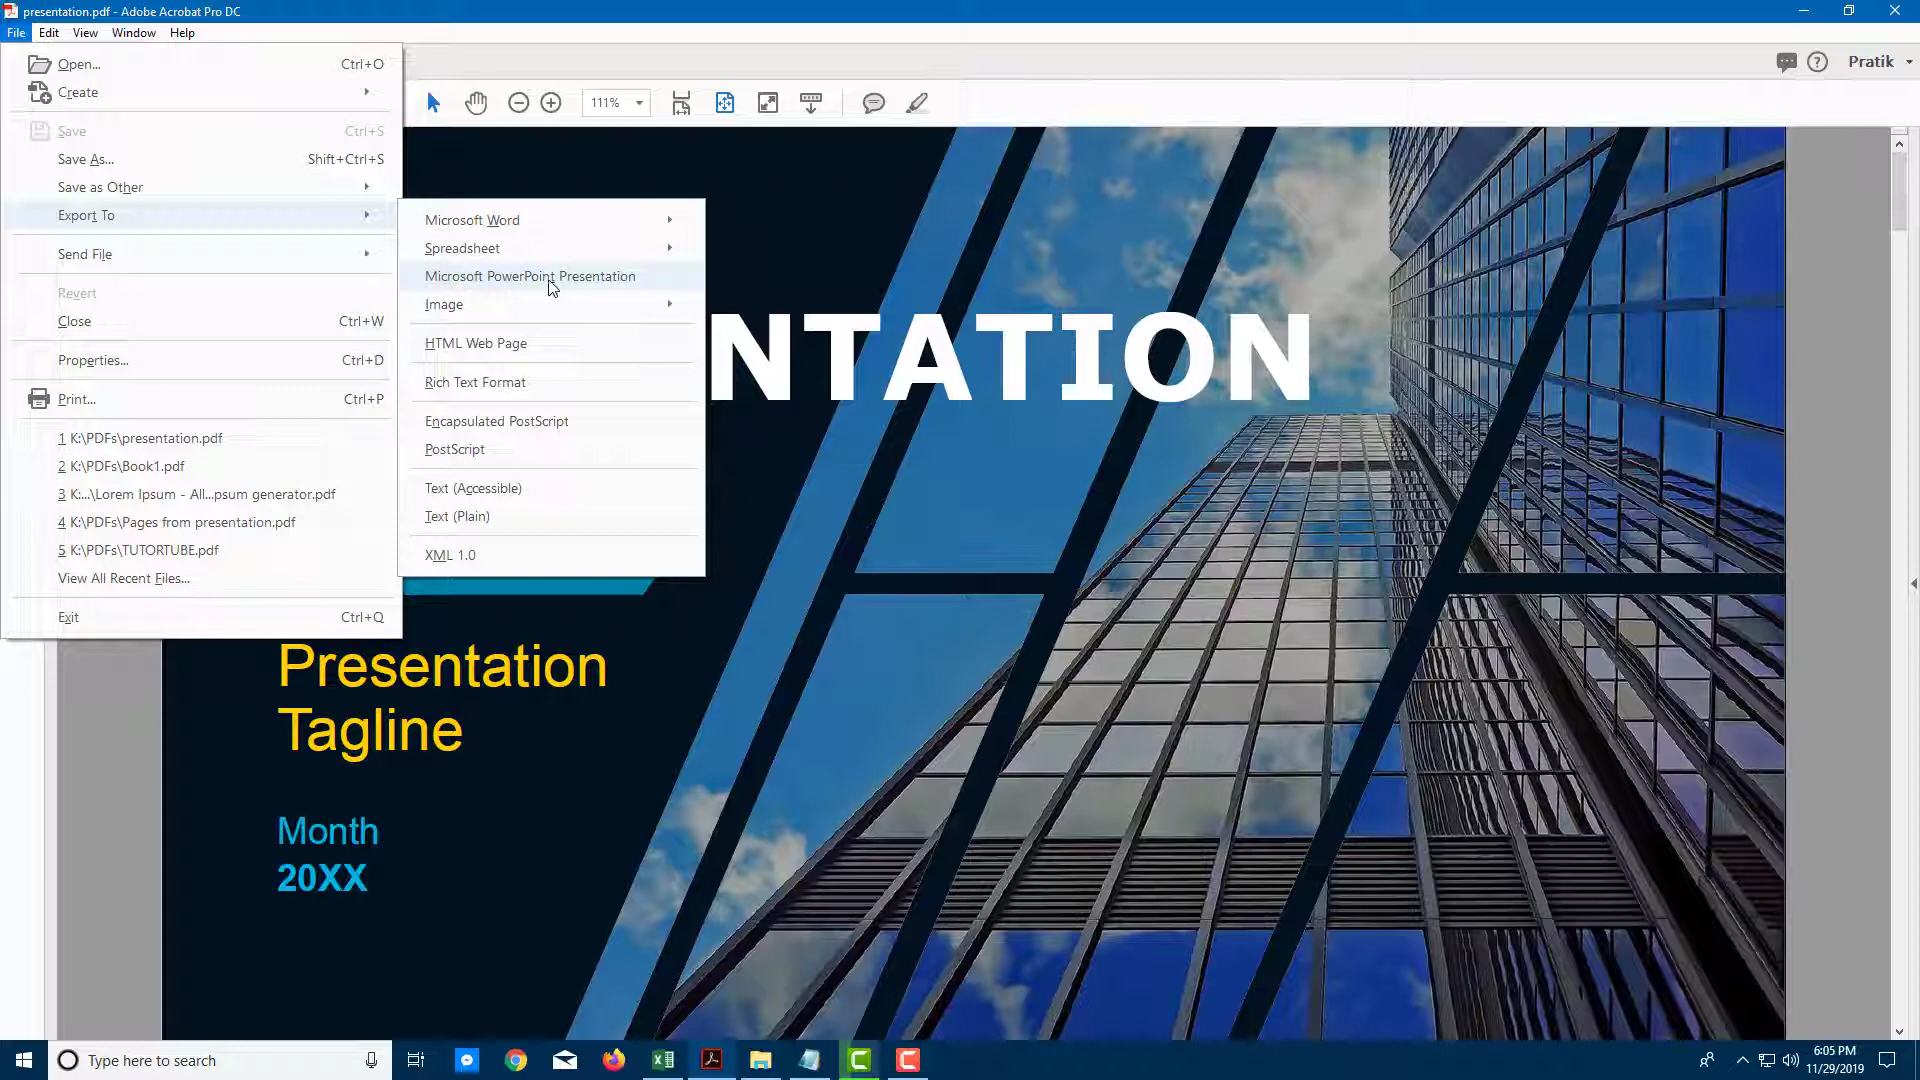 presentation.pdf - Adobe Acrobat Pro DC
File Edit View Window Help
Open... Ctrl+O
Create
Save Ctrl+S
Save As... Shift+Ctrl+S
Save as Other
Export To
Send File
Revert
Close Ctrl+W
Properties... Ctrl+D
Print... Ctrl+P
1 K:\PDFs\presentation.pdf
2 K:\PDFs\Book1.pdf
3 K:...\Lorem Ipsum - All...psum generator.pdf
4 K:\PDFs\Pages from presentation.pdf
5 K:\PDFs\TUTORTUBE.pdf
View All Recent Files...
Exit Ctrl+Q
Microsoft Word
Spreadsheet
Microsoft PowerPoint Presentation
Image
HTML Web Page
Rich Text Format
Encapsulated PostScript
PostScript
Text (Accessible)
Text (Plain)
XML 1.0
111%
Pratik
NTATION
Presentation
Tagline
Month
20XX
Type here to search
6:05 PM
11/29/2019